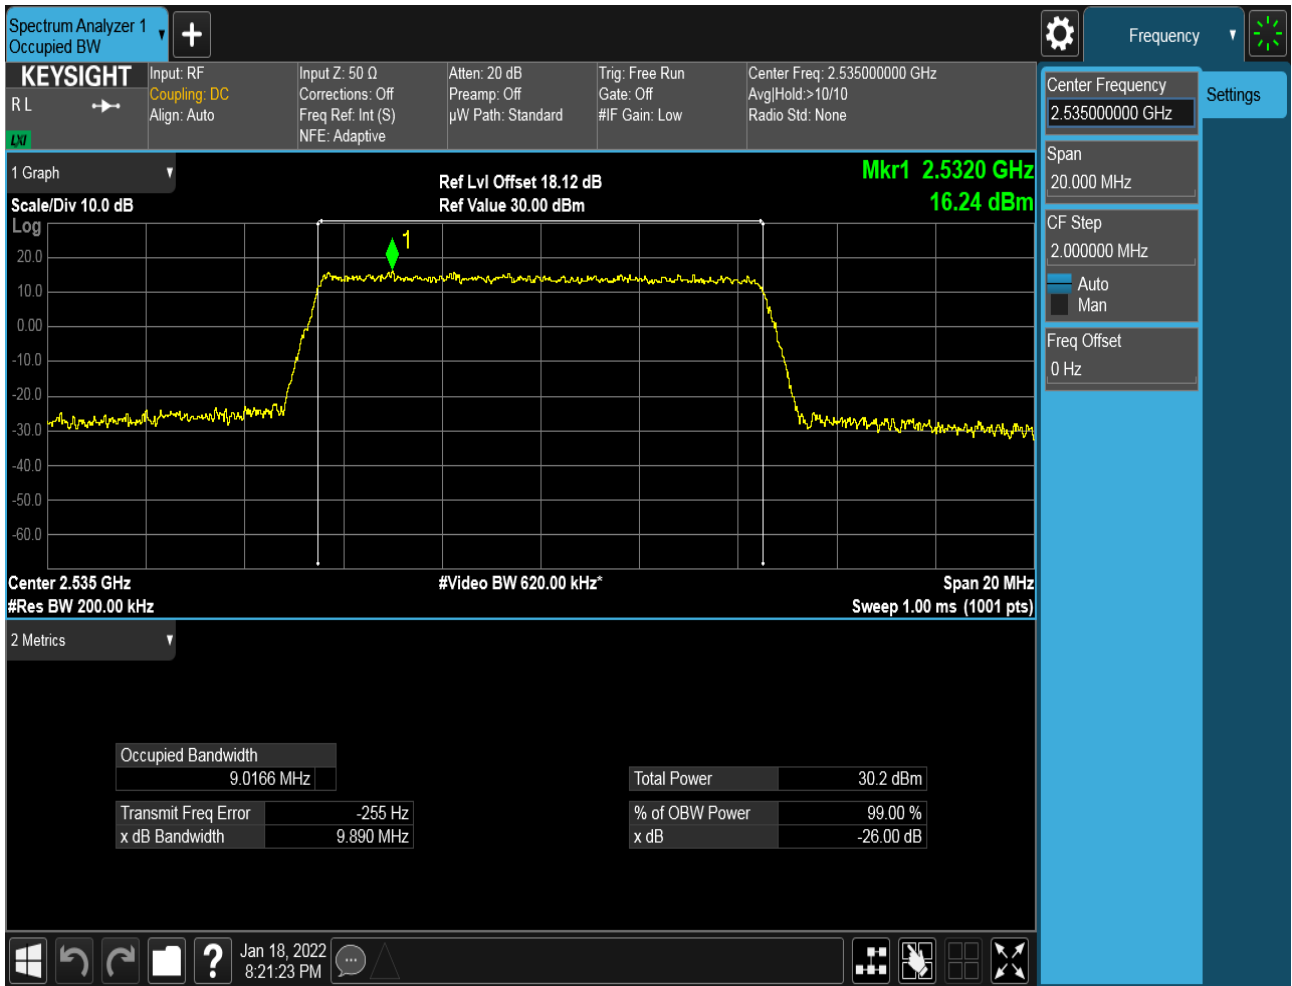 Spectrum Analyzer 1
Occupied BW
Frequency
KEYSIGHT
R L
LXI
Input: RF
Coupling: DC
Align: Auto
Input Z: 50 Ω
Corrections: Off
Freq Ref: Int (S)
NFE: Adaptive
Atten: 20 dB
Preamp: Off
µW Path: Standard
Trig: Free Run
Gate: Off
#IF Gain: Low
Center Freq: 2.535000000 GHz
Avg|Hold:>10/10
Radio Std: None
Center Frequency
2.535000000 GHz
Settings
Span
20.000 MHz
CF Step
2.000000 MHz
Auto
Man
Freq Offset
0 Hz
1 Graph
Scale/Div 10.0 dB
Log
Ref Lvl Offset 18.12 dB
Ref Value 30.00 dBm
Mkr1 2.5320 GHz
16.24 dBm
1
20.0
10.0
0.00
-10.0
-20.0
-30.0
-40.0
-50.0
-60.0
Center 2.535 GHz
#Video BW 620.00 kHz*
Span 20 MHz
#Res BW 200.00 kHz
Sweep 1.00 ms (1001 pts)
2 Metrics
Occupied Bandwidth
9.0166 MHz
Total Power 30.2 dBm
Transmit Freq Error -255 Hz
% of OBW Power 99.00 %
x dB Bandwidth 9.890 MHz
x dB -26.00 dB
?
Jan 18, 2022
8:21:23 PM